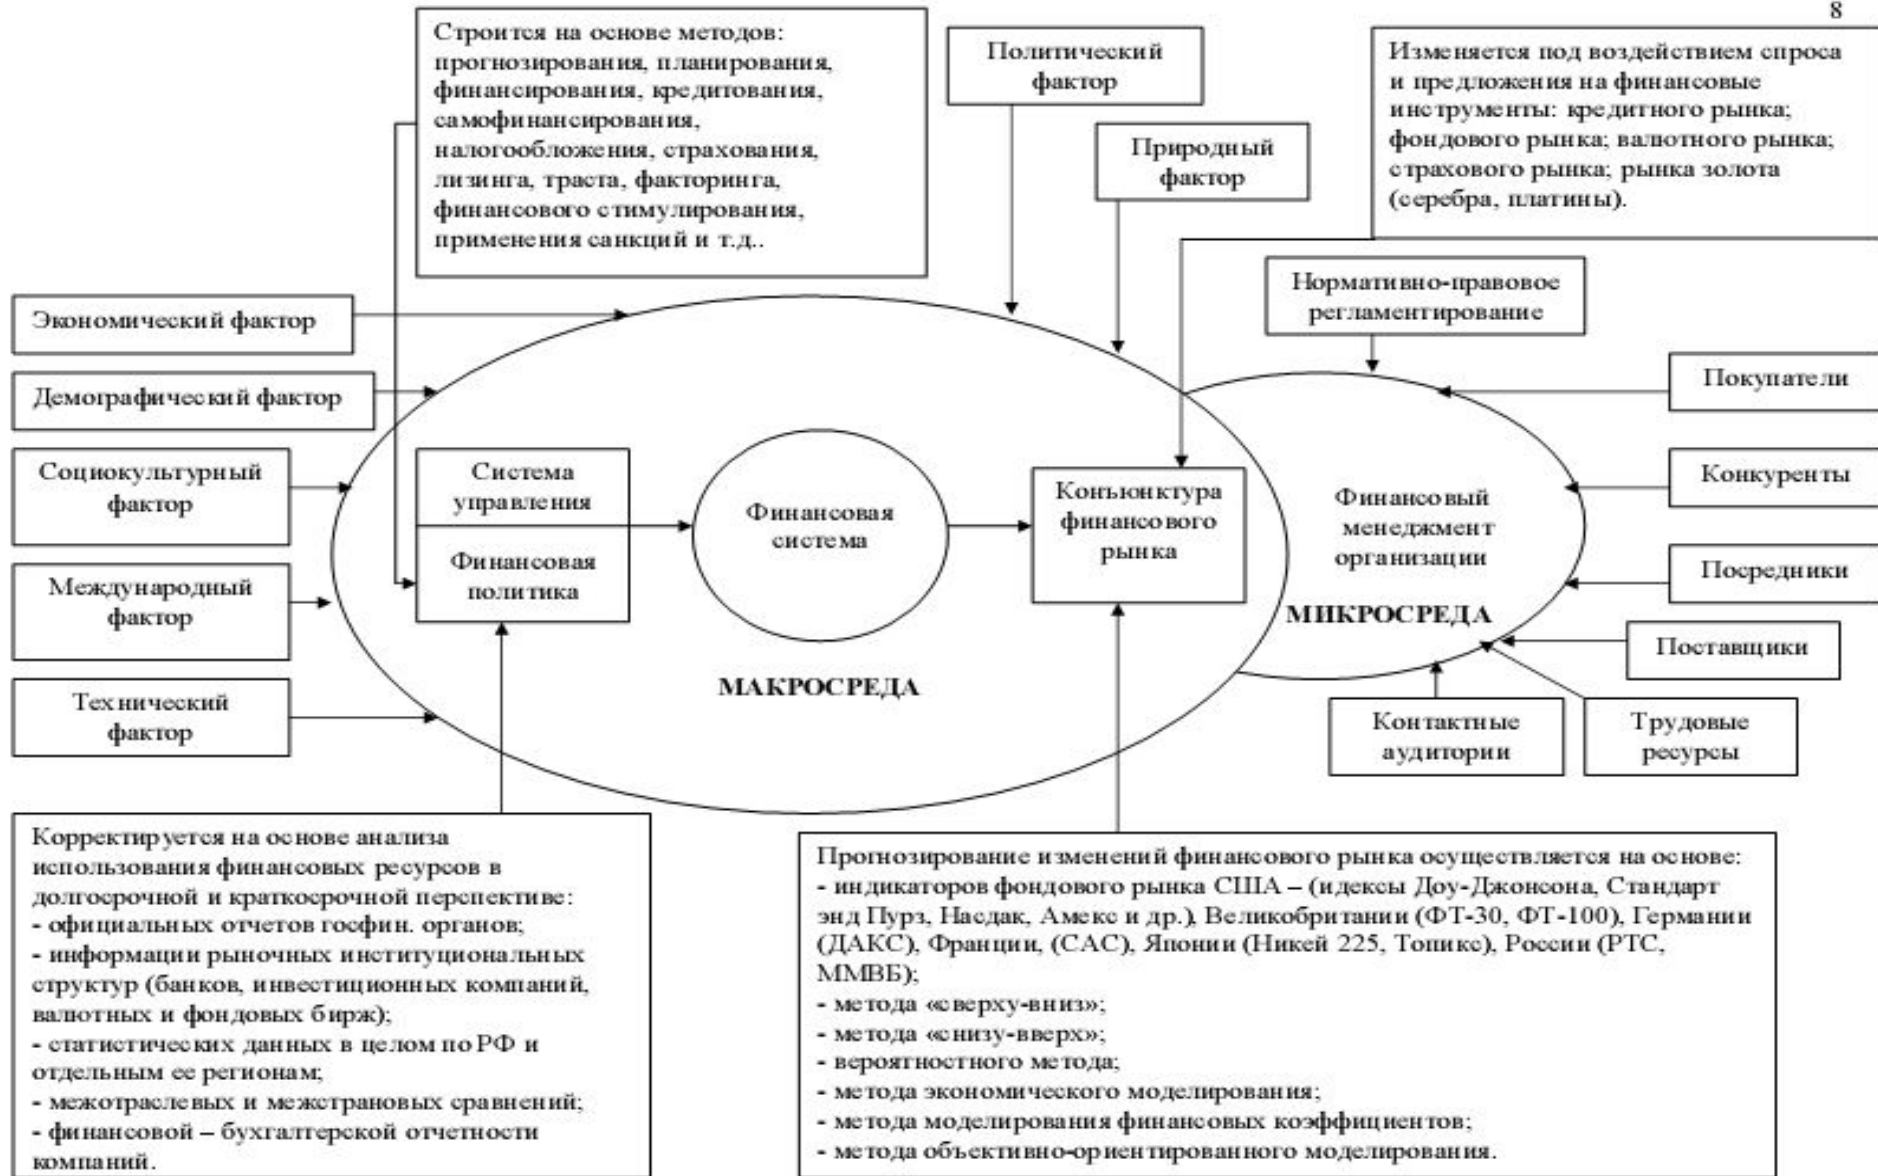 8
Строится на основе методов:
прогнозирования, планирования,
финансирования, кредитования,
самофинансирования,
налогообложения, страхования,
лизинга, траста, факторинга,
финансового стимулирования,
применения санкций и т.д..
Политический
фактор
Природный
фактор
Изменяется под воздействием спроса
и предложения на финансовые
инструменты: кредитного рынка;
фондового рынка; валютного рынка;
страхового рынка; рынка золота
(серебра, платины).
Нормативно-правовое
регламентирование
Экономический фактор
Демографический фактор
Социокультурный
фактор
Международный
фактор
Технический
фактор
Система
управления
Финансовая
политика
Финансовая
система
Конъюнктура
финансового
рынка
МАКРОСРЕДА
Финансовый
менеджмент
организации
МИКРОСРЕДА
Покупатели
Конкуренты
Посредники
Поставщики
Контактные
аудитории
Трудовые
ресурсы
Корректируется на основе анализа
использования финансовых ресурсов в
долгосрочной и краткосрочной перспективе:
- официальных отчетов госфин. органов;
- информации рыночных институциональных
структур (банков, инвестиционных компаний,
валютных и фондовых бирж);
- статистических данных в целом по РФ и
отдельным ее регионам;
- межотраслевых и межстрановых сравнений;
- финансовой – бухгалтерской отчетности
компаний.
Прогнозирование изменений финансового рынка осуществляется на основе:
- индикаторов фондового рынка США – (идексы Доу-Джонсона, Стандарт
энд Пурз, Насдак, Амекс и др.), Великобритании (ФТ-30, ФТ-100), Германии
(ДАКС), Франции, (САС), Японии (Никей 225, Топикс), России (РТС,
ММВБ);
- метода «сверху-вниз»;
- метода «снизу-вверх»;
- вероятностного метода;
- метода экономического моделирования;
- метода моделирования финансовых коэффициентов;
- метода объективно-ориентированного моделирования.